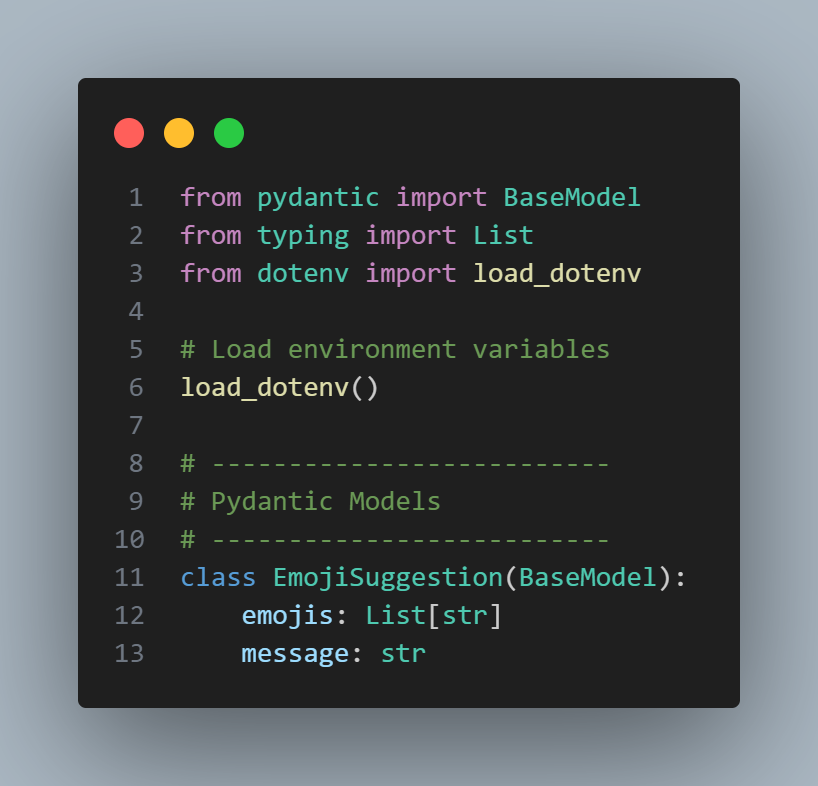 1 from pydantic import BaseModel
2 from typing import List
3 from dotenv import load_dotenv
4
5 # Load environment variables
6 load_dotenv()
7
8 # --------------------------
9 # Pydantic Models
10 # --------------------------
11 class EmojiSuggestion(BaseModel):
12     emojis: List[str]
13     message: str